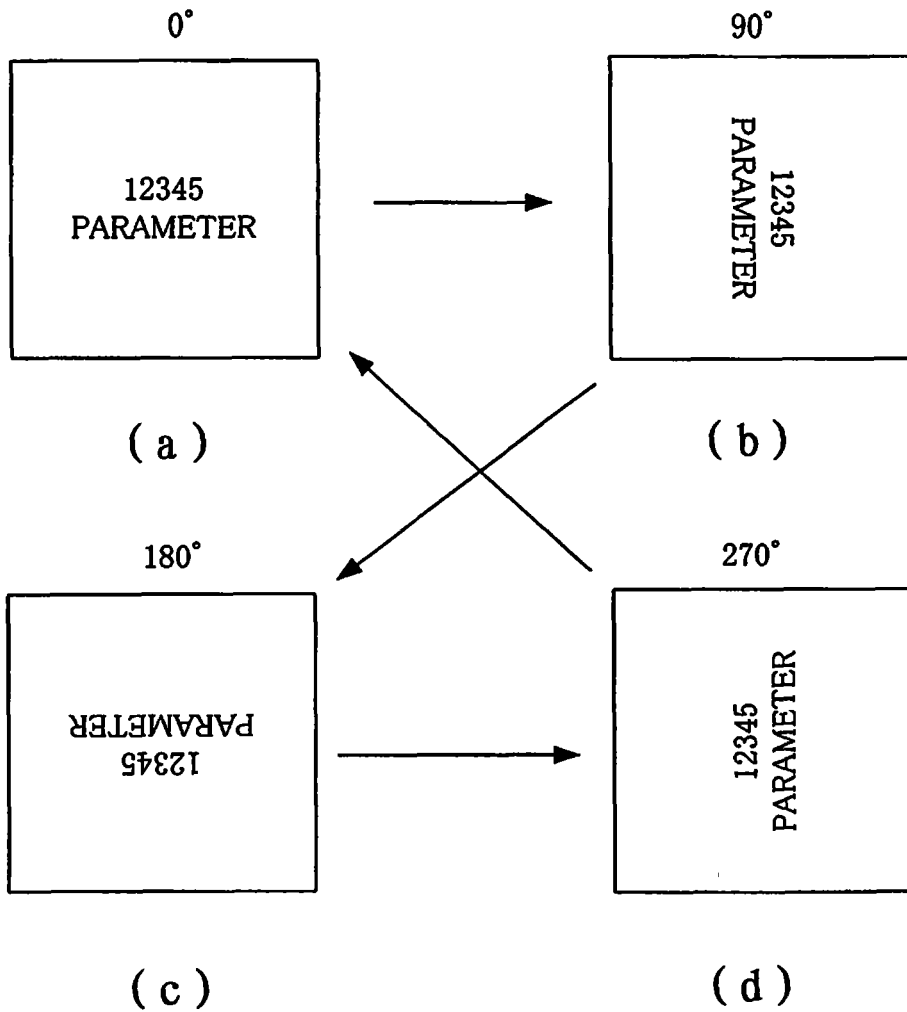 0°
12345
PARAMETER
(a)
90°
12345
PARAMETER
(b)
180°
12345
PARAMETER
(c)
270°
12345
PARAMETER
(d)